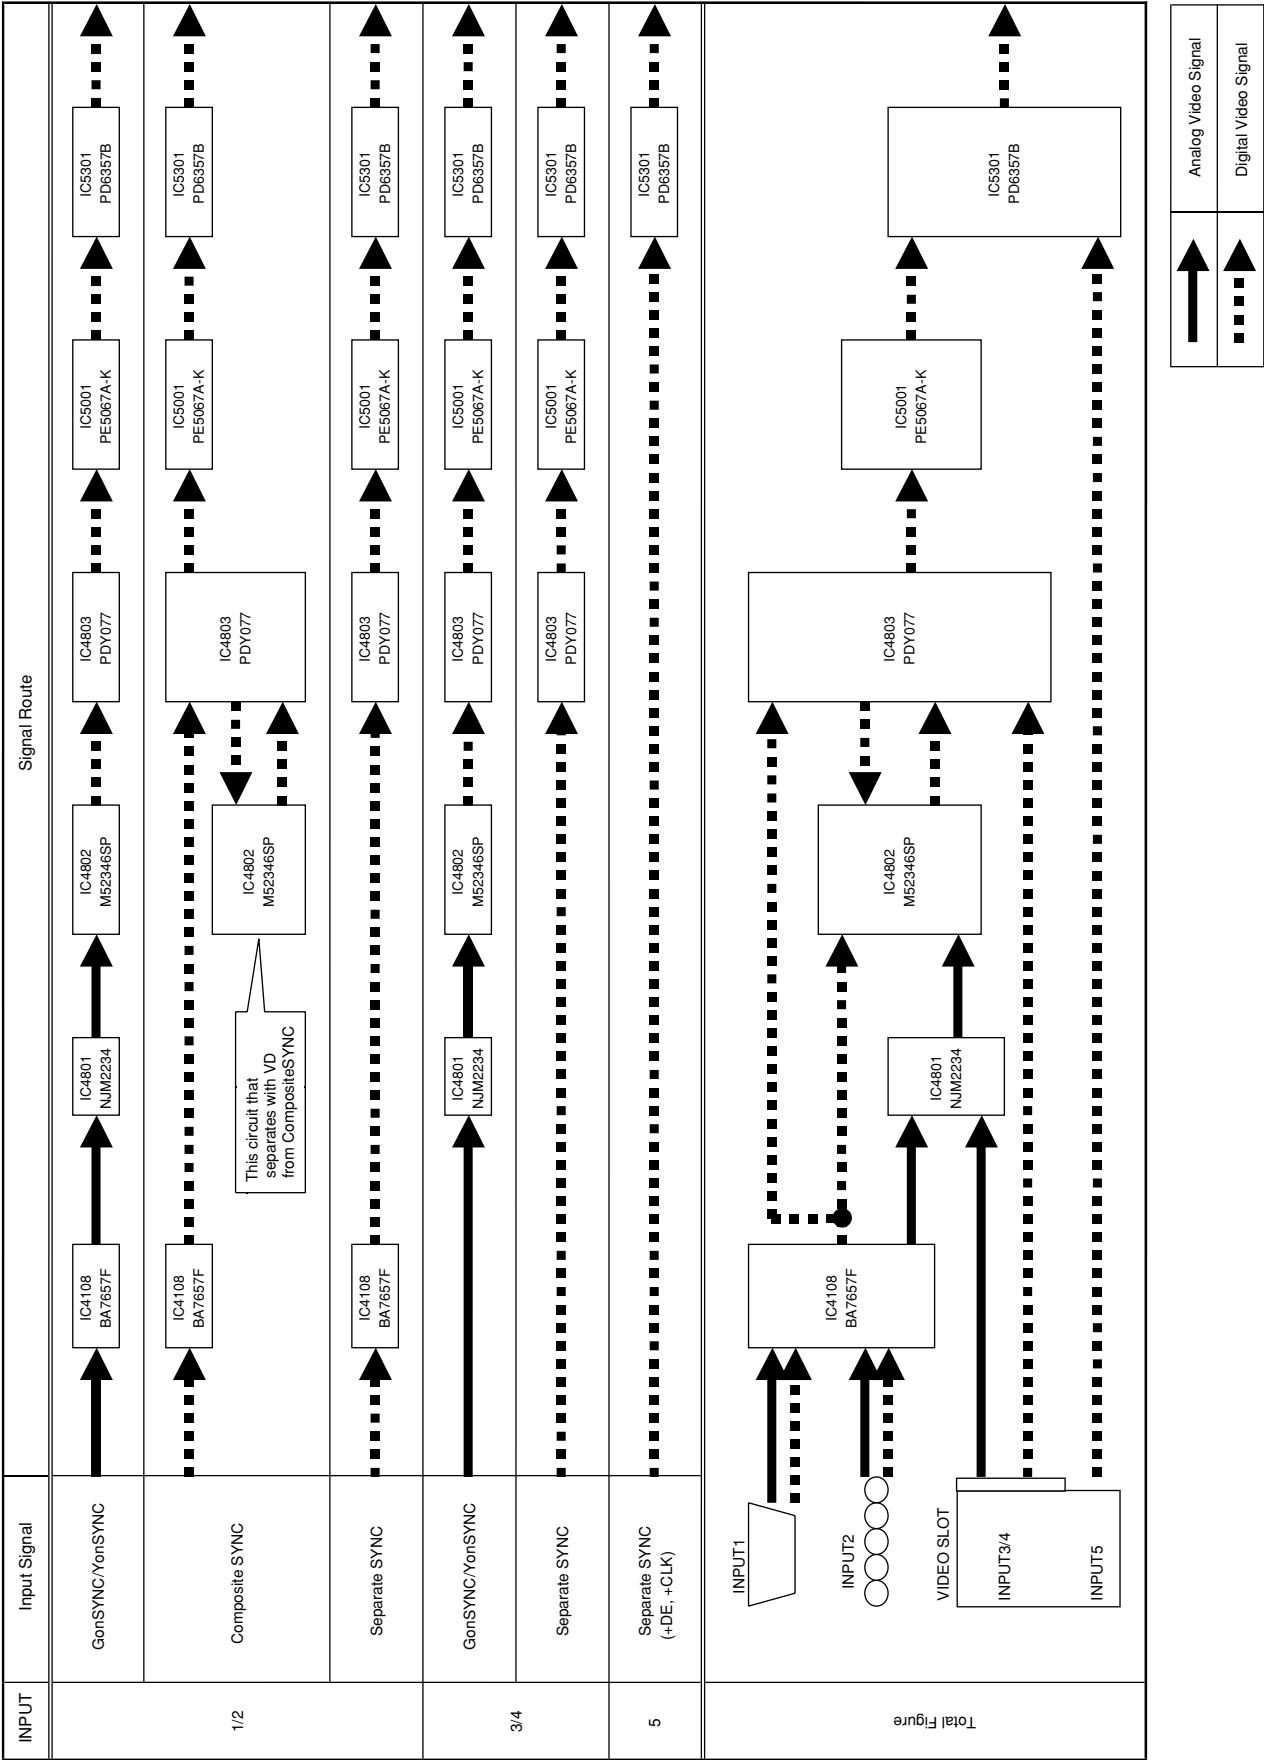 INPUT
Input Signal
Signal Route
1/2
GonSYNC/YonSYNC
IC4108
BA7657F
IC4801
NJM2234
IC4802
M52346SP
IC4803
PDY077
IC5001
PE5067A-K
IC5301
PD6357B
Composite SYNC
IC4108
BA7657F
This circuit that
separates with VD
from CompositeSYNC
IC4802
M52346SP
IC4803
PDY077
IC5001
PE5067A-K
IC5301
PD6357B
Separate SYNC
IC4108
BA7657F
IC4803
PDY077
IC5001
PE5067A-K
IC5301
PD6357B
3/4
GonSYNC/YonSYNC
IC4801
NJM2234
IC4802
M52346SP
IC4803
PDY077
IC5001
PE5067A-K
IC5301
PD6357B
Separate SYNC
IC4803
PDY077
IC5001
PE5067A-K
IC5301
PD6357B
5
Separate SYNC
(+DE, +CLK)
IC5301
PD6357B
Total Figure
INPUT1
INPUT2
VIDEO SLOT
INPUT3/4
INPUT5
IC4108
BA7657F
IC4801
NJM2234
IC4802
M52346SP
IC4803
PDY077
IC5001
PE5067A-K
IC5301
PD6357B
Analog Video Signal
Digital Video Signal